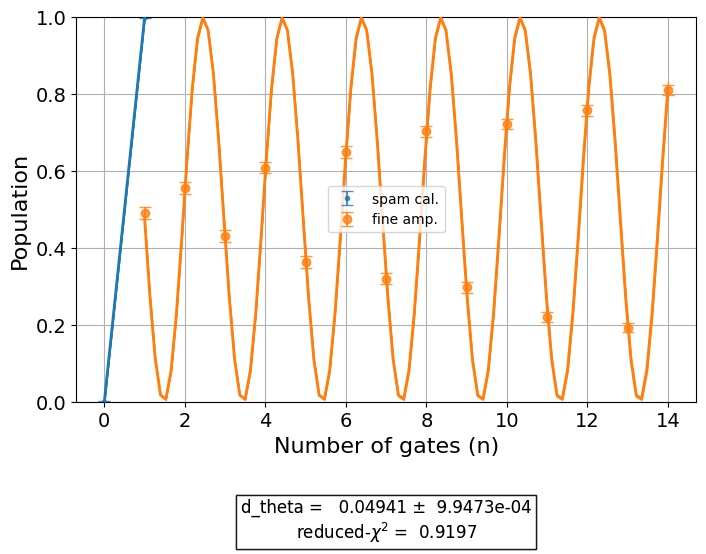 1.0
0.8
0.6
0.4
0.2
0.0
Population
spam cal.
fine amp.
0 2 4 6 8 10 12 14
Number of gates (n)
d_theta = 0.04941 ± 9.9473e-04
reduced-χ² = 0.9197